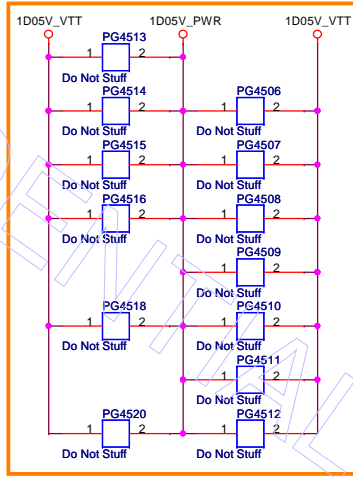 1D05V_VTT 1D05V_PWR 1D05V_VTT
PG4513
1 2
Do Not Stuff
PG4514 PG4506
1 2 1 2
Do Not Stuff Do Not Stuff
PG4515 PG4507
1 2 1 2
Do Not Stuff Do Not Stuff
PG4516 PG4508
1 2 1 2
Do Not Stuff Do Not Stuff
PG4509
1 2
Do Not Stuff
PG4518 PG4510
1 2 1 2
Do Not Stuff Do Not Stuff
PG4511
1 2
Do Not Stuff
PG4520 PG4512
1 2 1 2
Do Not Stuff Do Not Stuff